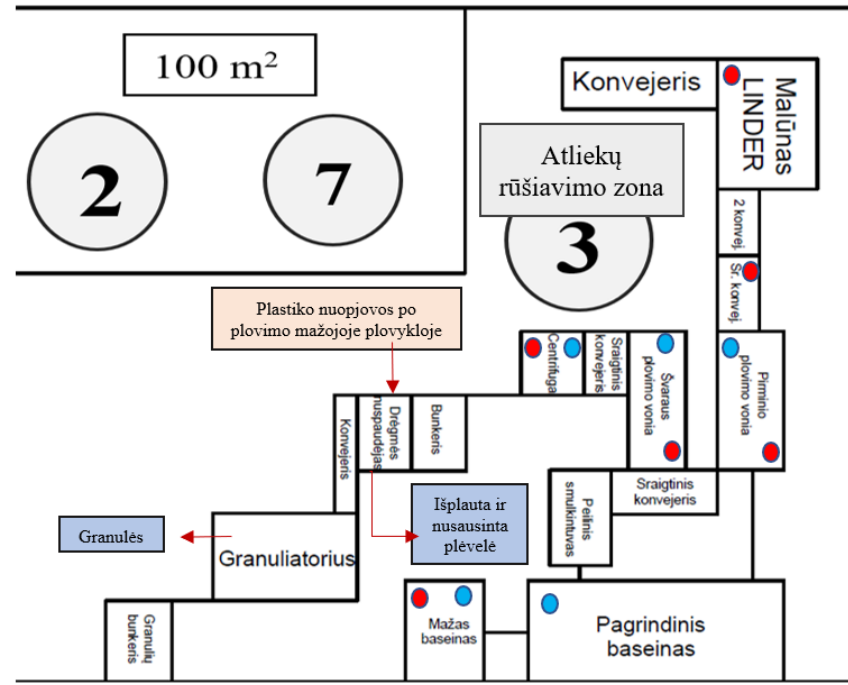 100 m²
2
7
3
Atliekų
rūšiavimo zona
Konvejeris
Malūnas
LINDER
2 konvej.
Šr. konvej.
Plastiko nuopjovos po
plovimo mažojoje plovykloje
Centrifuga
Sraigtinis
konvejeris
Švaraus
plovimo vonia
Pirminio
plovimo vonia
Konvejeris
Drėgmės
nuspaudėjas
Bunkeris
Peilinis
smulkintuvas
Sraigtinis
konvejeris
Išplauta ir
nusausinta
plėvelė
Granulės
Granuliatorius
Granulių
bunkeris
Mažas
baseinas
Pagrindinis
baseinas